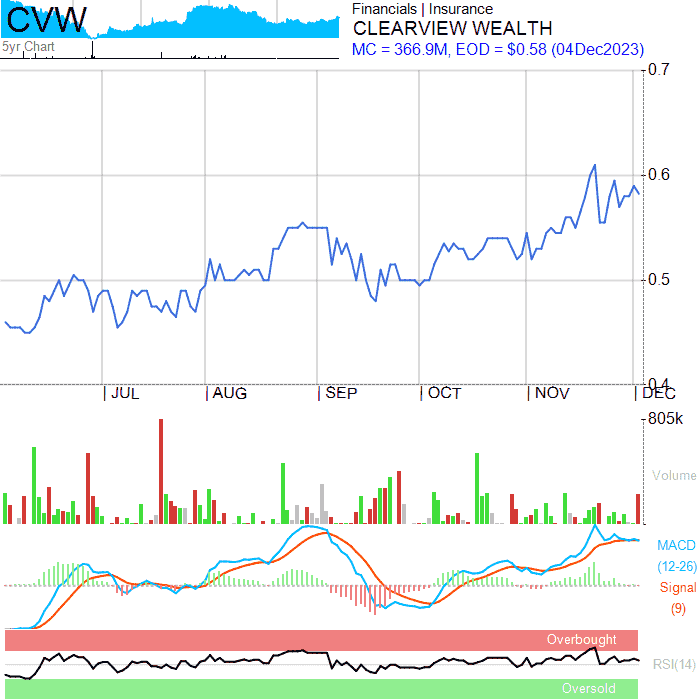 CVW
5yr Chart
Financials | Insurance
CLEARVIEW WEALTH
MC = 366.9M, EOD = $0.58 (04Dec2023)
0.7
0.6
0.5
0.4
JUL
AUG
SEP
OCT
NOV
DEC
805k
Volume
MACD
(12-26)
Signal
(9)
Overbought
RSI(14)
Oversold